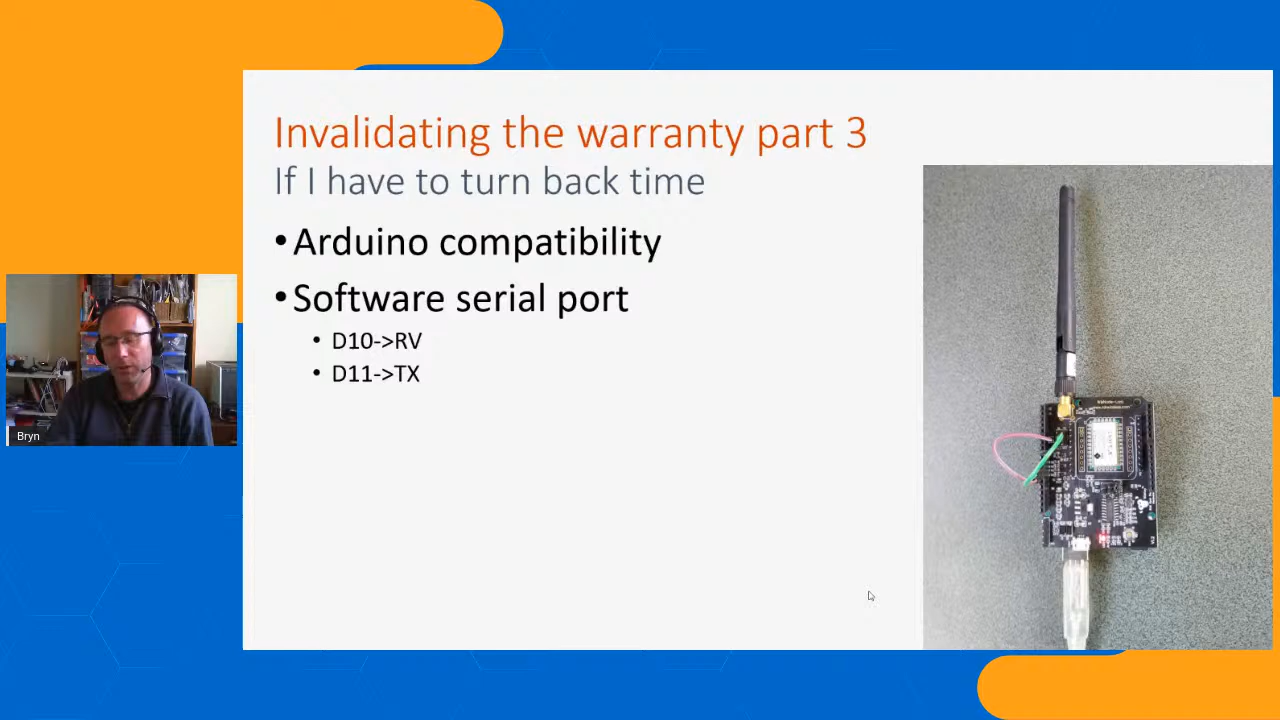 Invalidating the warranty part 3
If I have to turn back time
•Arduino compatibility
•Software serial port
• D10->RV
• D11->TX
Bryn